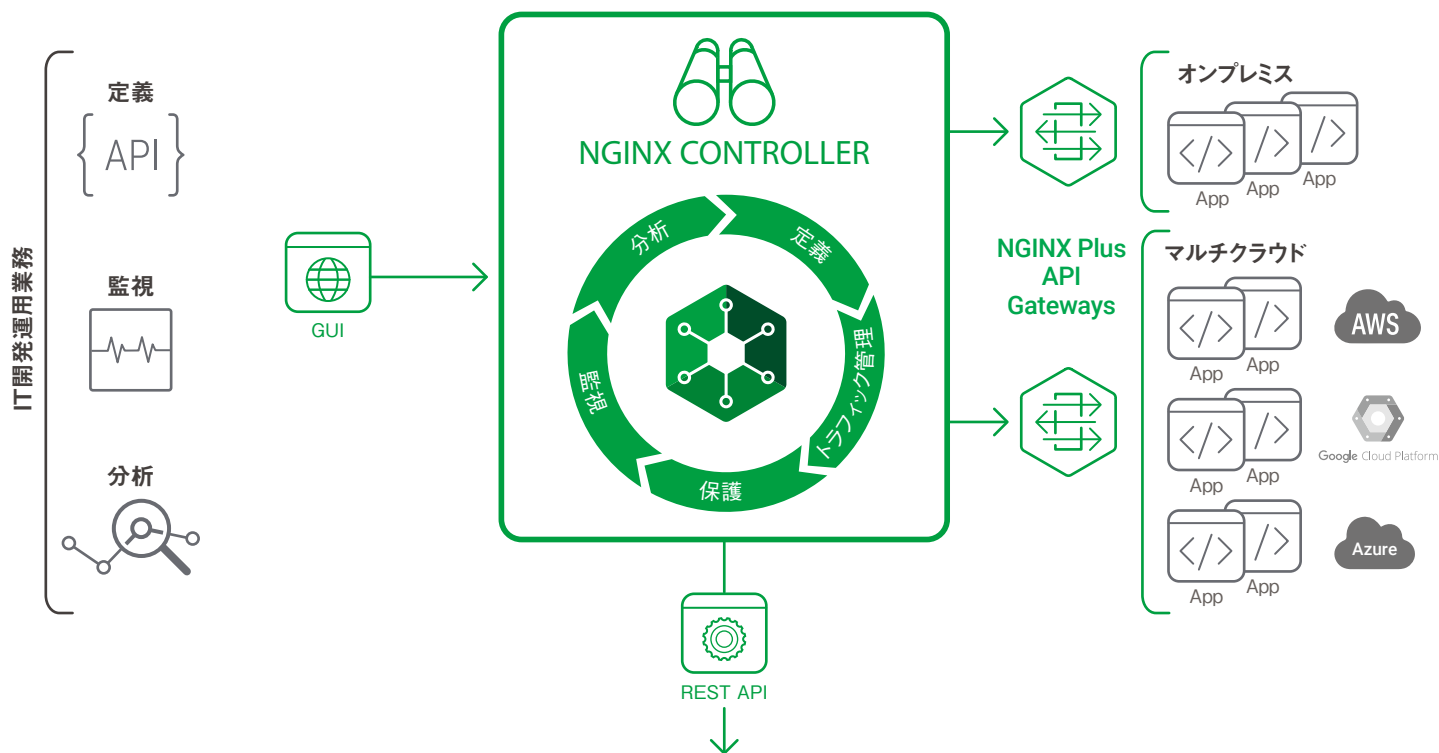 IT開発運用業務
定義
{ API }
監視
分析
GUI
NGINX CONTROLLER
定義
トラフィック管理
保護
監視
分析
REST API
NGINX Plus
API
Gateways
オンプレミス
</>
</>
/>
App
App
App
マルチクラウド
</>
/>
App
App
AWS
</>
/>
App
App
Google Cloud Platform
</>
/>
App
App
Azure